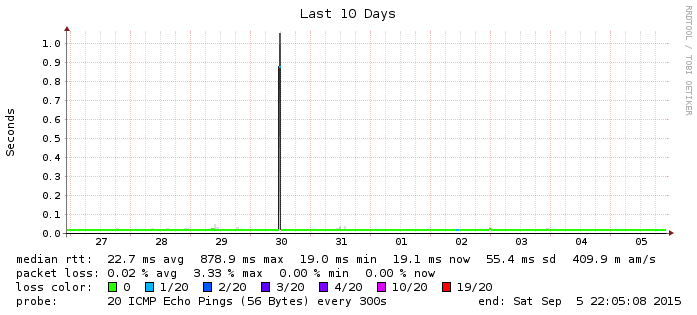 Last 10 Days
RRDTOOL / TOBI OETIKER
Seconds
1.0
0.9
0.8
0.7
0.6
0.5
0.4
0.3
0.2
0.1
0.0
27 28 29 30 31 01 02 03 04 05
median rtt: 22.7 ms avg 878.9 ms max 19.0 ms min 19.1 ms now 55.4 ms sd 409.9 m am/s
packet loss: 0.02 % avg 3.33 % max 0.00 % min 0.00 % now
loss color: 0 1/20 2/20 3/20 4/20 10/20 19/20
probe: 20 ICMP Echo Pings (56 Bytes) every 300s end: Sat Sep 5 22:05:08 2015